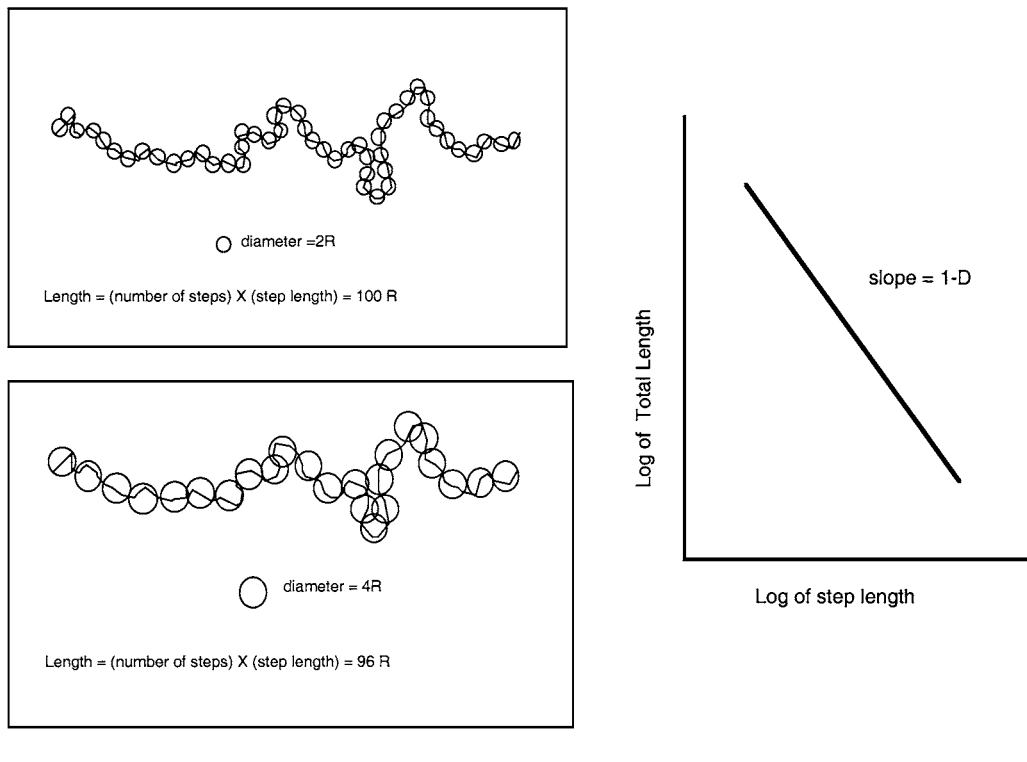 diameter =2R
Length = (number of steps) X (step length) = 100 R
diameter = 4R
Length = (number of steps) X (step length) = 96 R
slope = 1-D
Log of Total Length
Log of step length